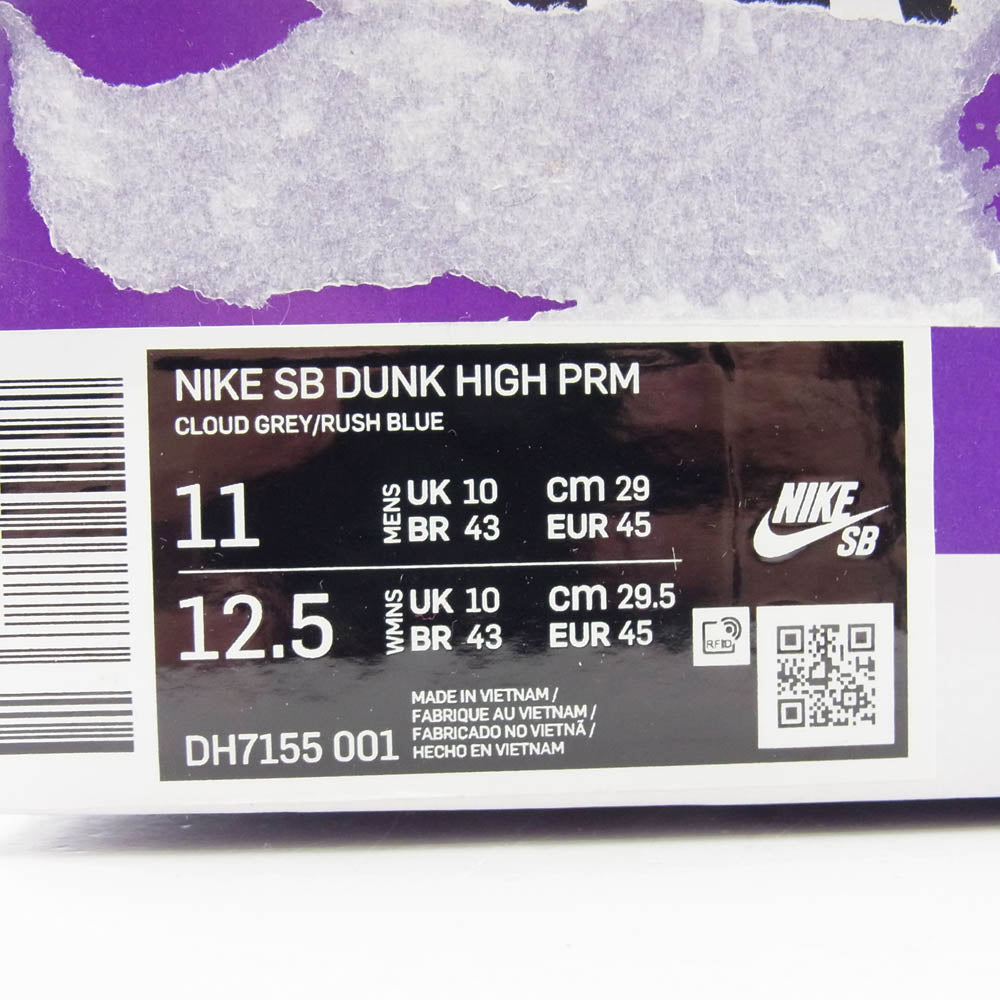 NIKE SB DUNK HIGH PRM
CLOUD GREY/RUSH BLUE
11 MENS UK 10 cm 29
BR 43 EUR 45
12.5 WMNS UK 10 cm 29.5
BR 43 EUR 45
NIKE
SB
RFID
MADE IN VIETNAM /
FABRIQUE AU VIETNAM /
FABRICADO NO VIETNÃ /
HECHO EN VIETNAM
DH7155 001